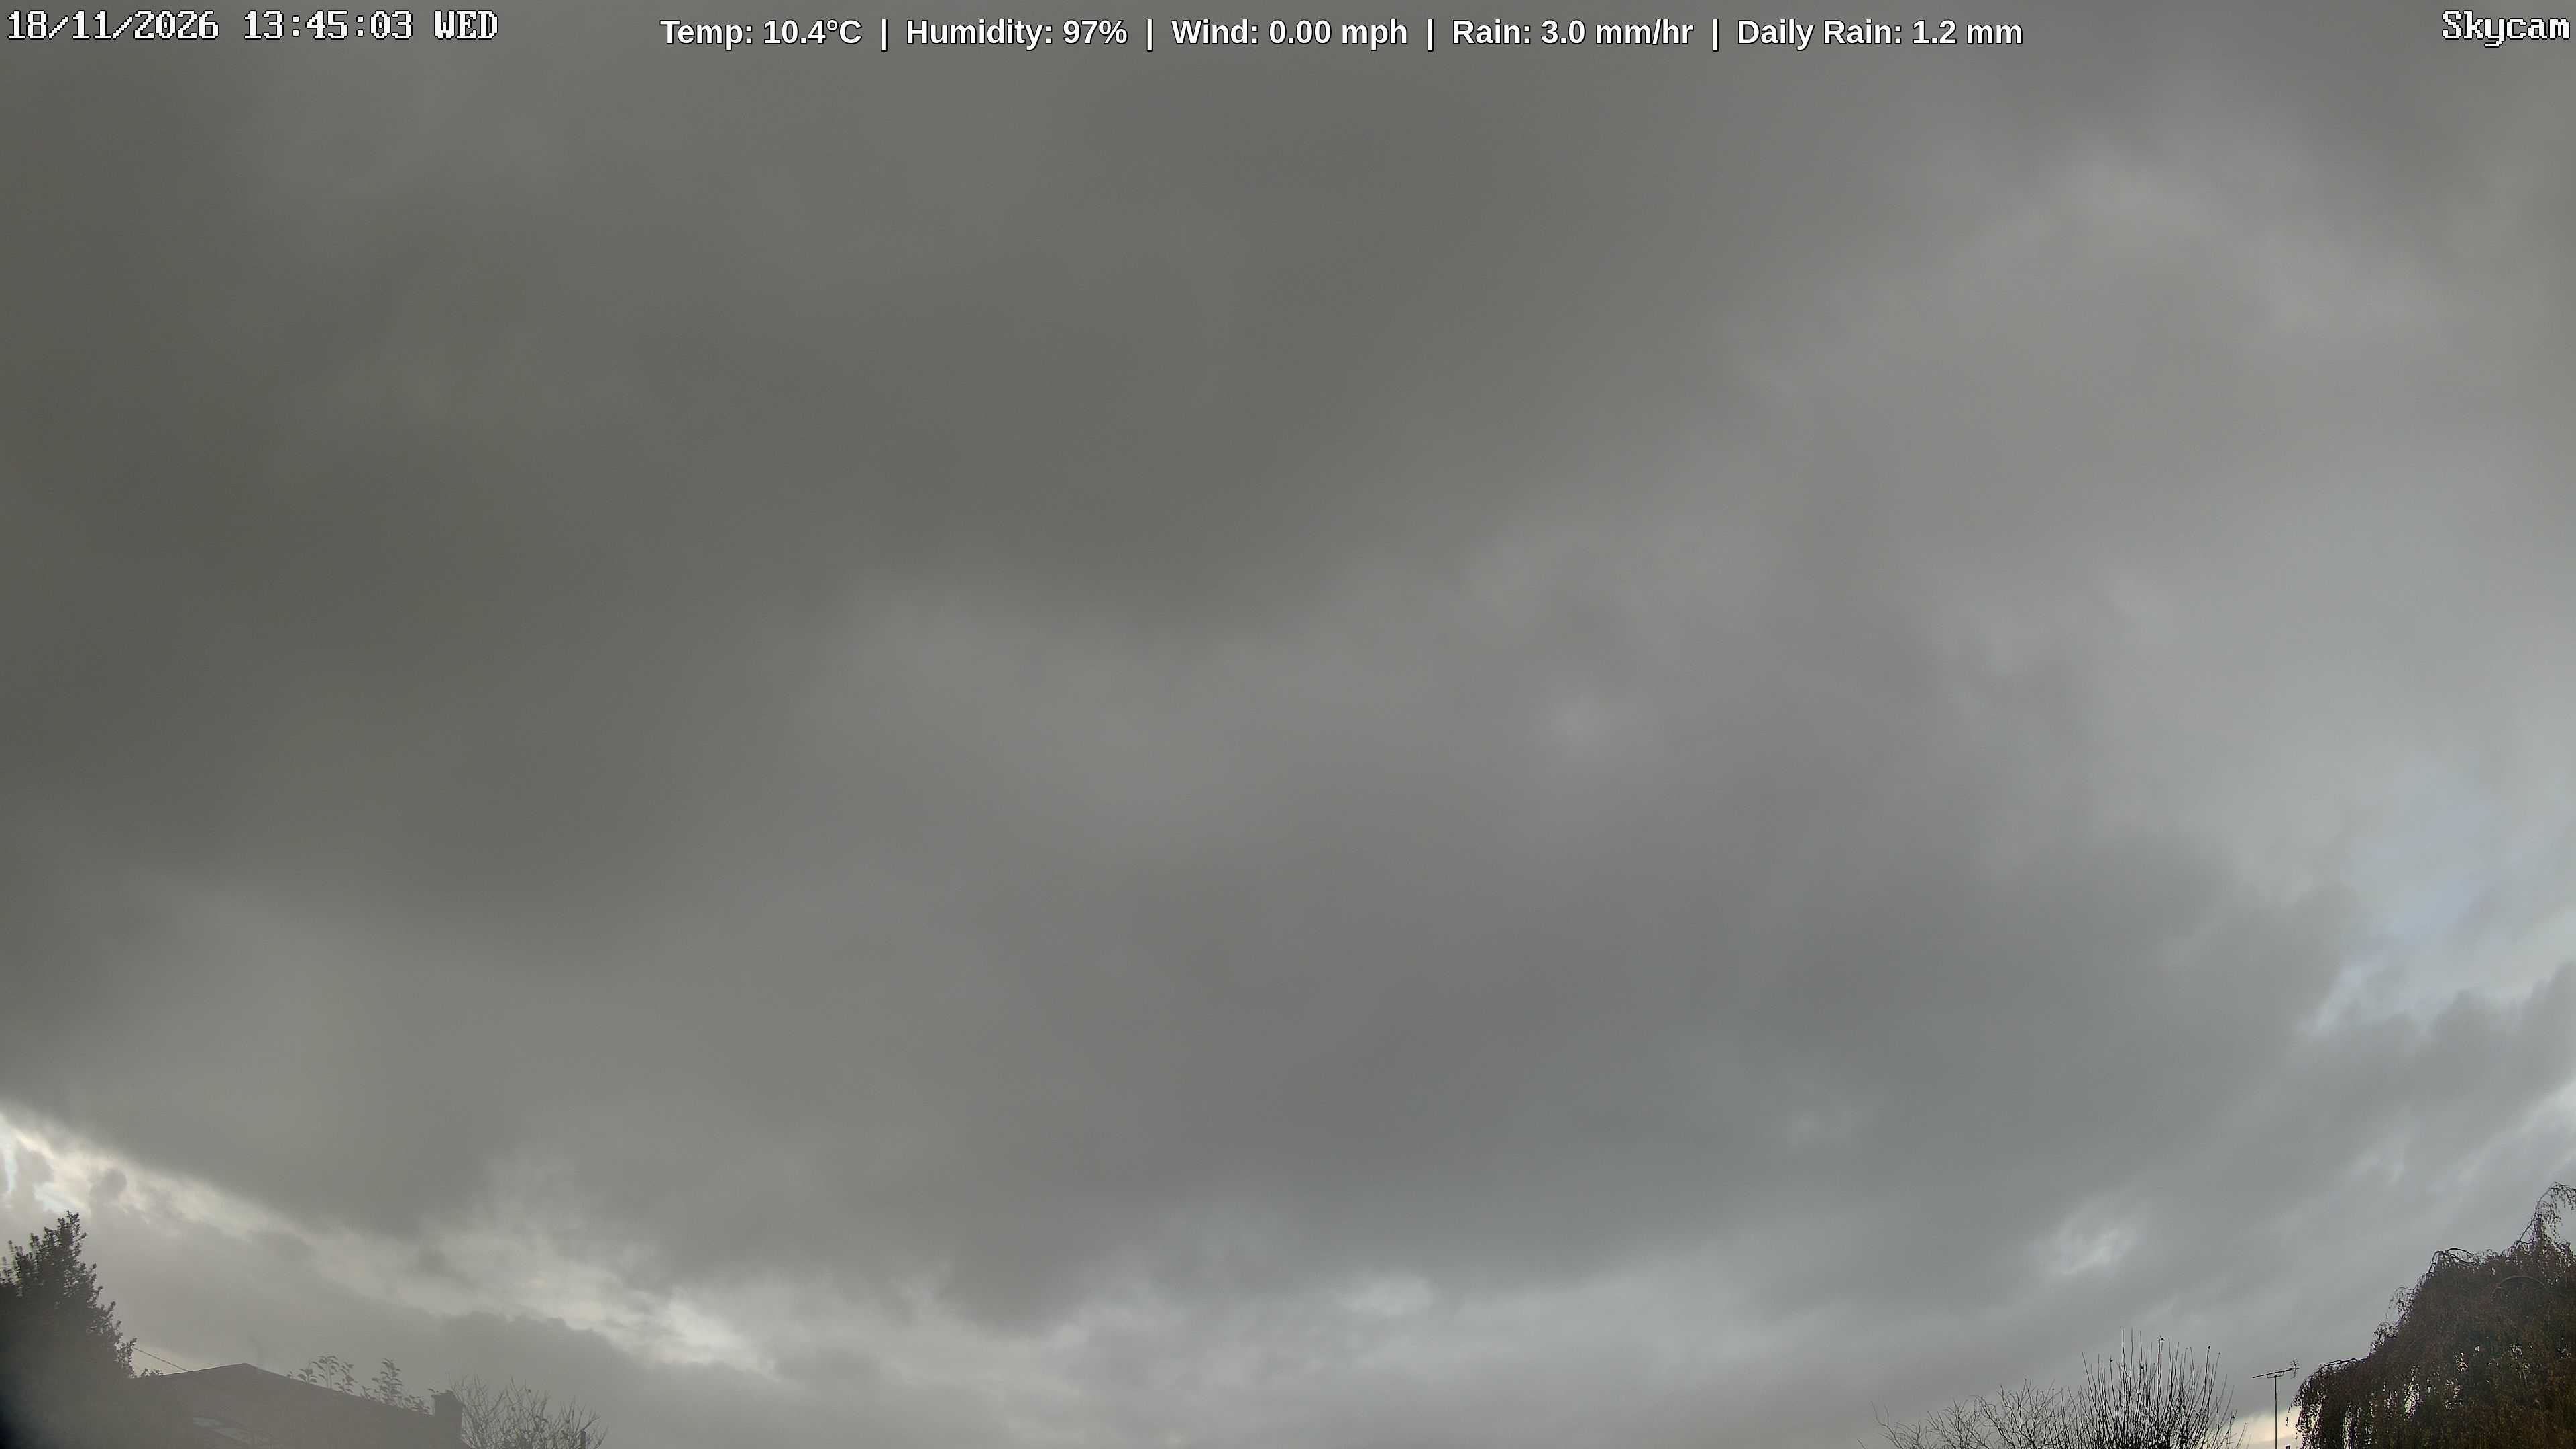 18/11/2026 13:45:03 WED
Temp: 10.4°C | Humidity: 97% | Wind: 0.00 mph | Rain: 3.0 mm/hr | Daily Rain: 1.2 mm
Skycam